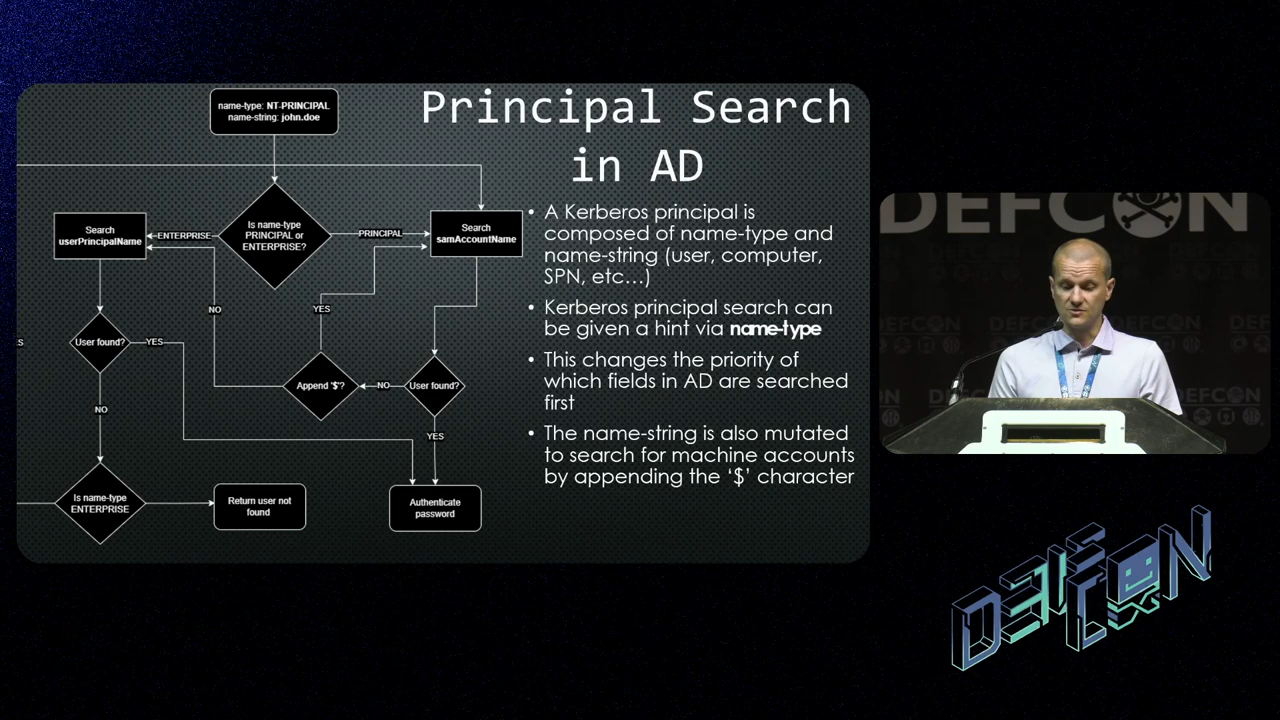 Principal Search
in AD
name-type: NT-PRINCIPAL
name-string: john.doe
Is name-type
PRINCIPAL or
ENTERPRISE?
ENTERPRISE
PRINCIPAL
Search
userPrincipalName
Search
samAccountName
NO
YES
User found?
YES
S
Append '$'?
NO
User found?
NO
YES
Is name-type
ENTERPRISE
Return user not
found
Authenticate
password
• A Kerberos principal is
composed of name-type and
name-string (user, computer,
SPN, etc...)
• Kerberos principal search can
be given a hint via name-type
• This changes the priority of
which fields in AD are searched
first
• The name-string is also mutated
to search for machine accounts
by appending the ‘$’ character
DEFCON
DEFCON
DEFCON
DEFCON